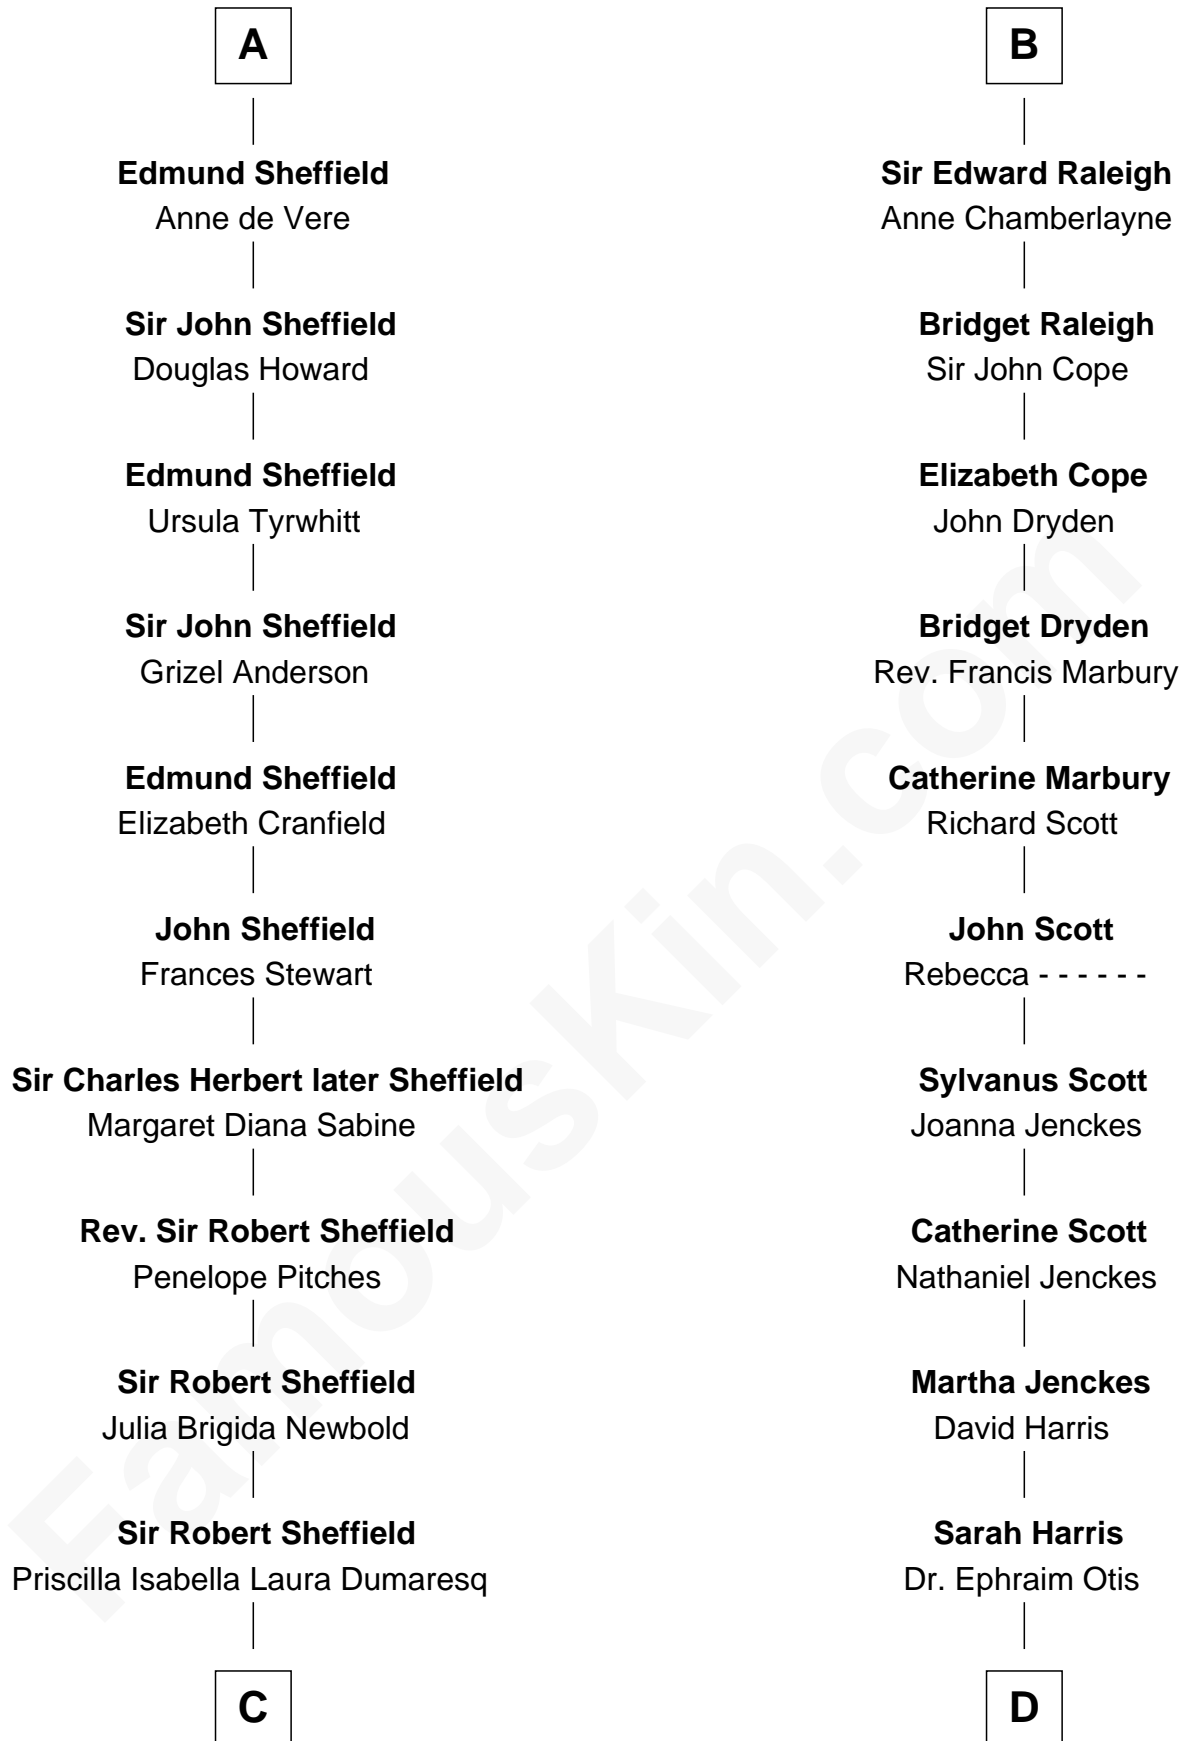 A
Edmund Sheffield
Anne de Vere
Sir John Sheffield
Douglas Howard
Edmund Sheffield
Ursula Tyrwhitt
Sir John Sheffield
Grizel Anderson
Edmund Sheffield
Elizabeth Cranfield
John Sheffield
Frances Stewart
Sir Charles Herbert later Sheffield
Margaret Diana Sabine
Rev. Sir Robert Sheffield
Penelope Pitches
Sir Robert Sheffield
Julia Brigida Newbold
Sir Robert Sheffield
Priscilla Isabella Laura Dumaresq
C
B
Sir Edward Raleigh
Anne Chamberlayne
Bridget Raleigh
Sir John Cope
Elizabeth Cope
John Dryden
Bridget Dryden
Rev. Francis Marbury
Catherine Marbury
Richard Scott
John Scott
Rebecca - - - - - -
Sylvanus Scott
Joanna Jenckes
Catherine Scott
Nathaniel Jenckes
Martha Jenckes
David Harris
Sarah Harris
Dr. Ephraim Otis
D
FamousKin.com